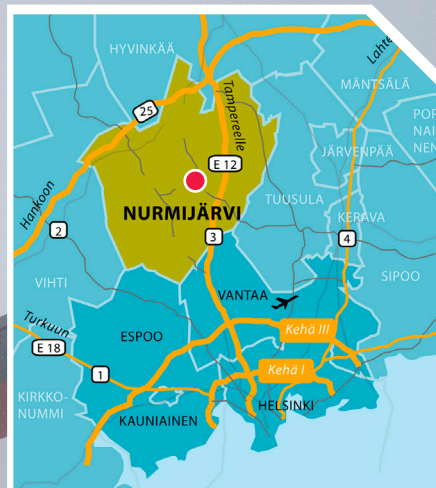 HYVINKÄÄ
Lahte
MÄNTSÄLÄ
25
Tampereelle
POR
NAI
NEN
JÄRVENPÄÄ
E 12
Hankoon
TUUSULA
NURMIJÄRVI
KERAVA
2
3
4
SIPOO
VIHTI
VANTAA
Turkuun
ESPOO
Kehä III
E 18
1
Kehä I
KIRKKO-
NUMMI
HELSINKI
KAUNIAINEN